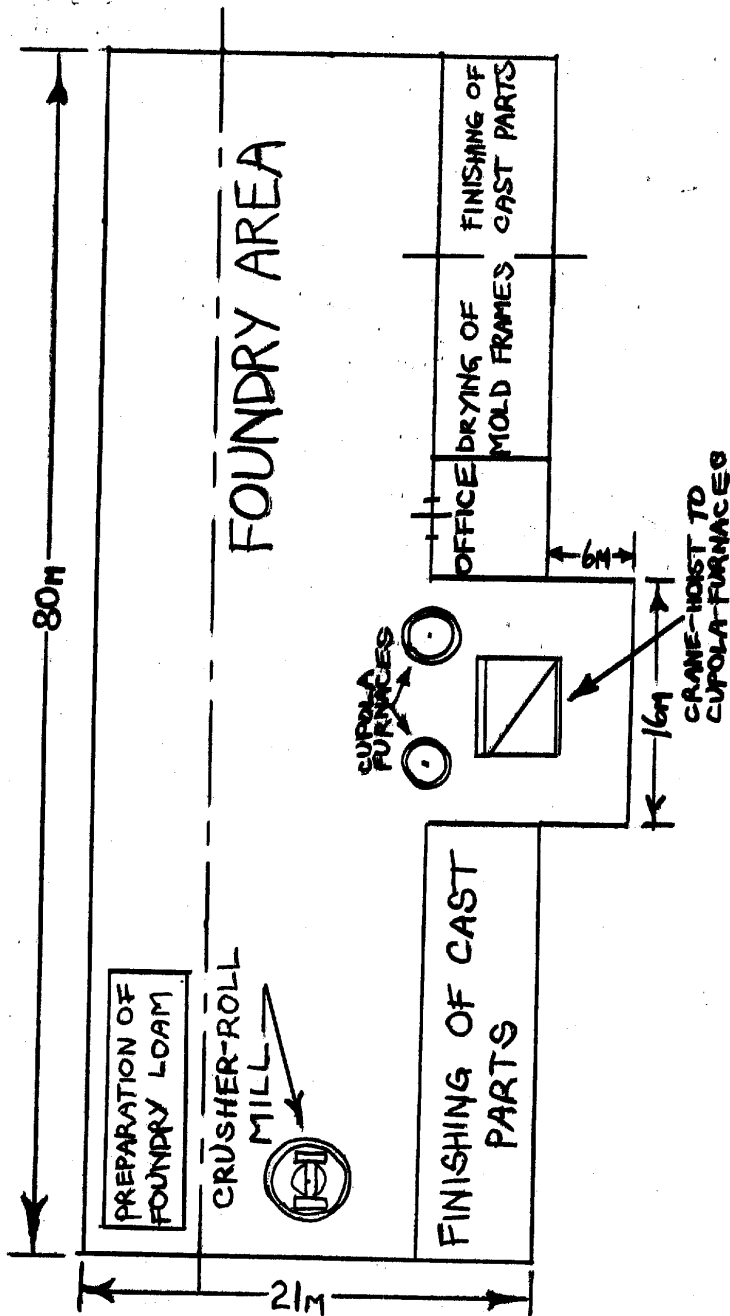 80M
21M
PREPARATION OF
FOUNDRY LOAM
CRUSHER-ROLL
MILL
FOUNDRY AREA
CUPOLA
FURNACES
FINISHING OF CAST
PARTS
OFFICE
DRYING OF
MOLD FRAMES
FINISHING OF
CAST PARTS
6M
16M
CRANE-HOIST TO
CUPOLA-FURNACES